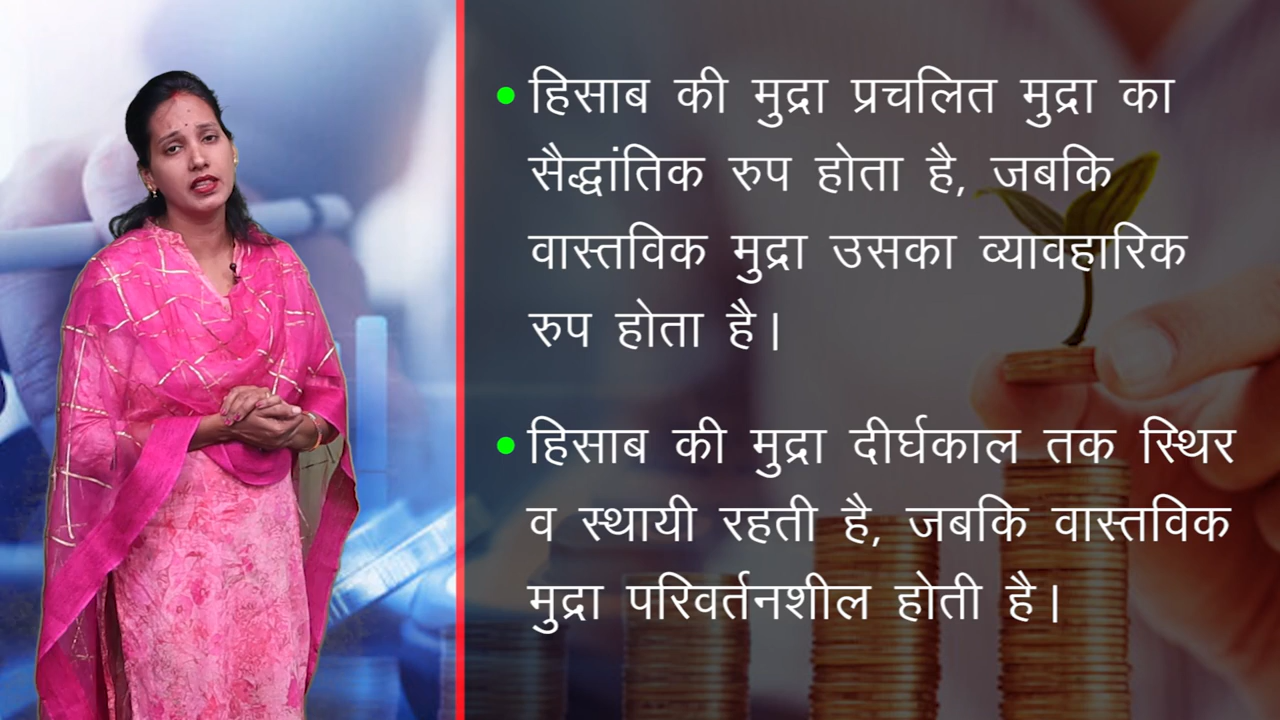 • हिसाब की मुद्रा प्रचलित मुद्रा का
सैद्धांतिक रुप होता है, जबकि
वास्तविक मुद्रा उसका व्यावहारिक
रुप होता है।
• हिसाब की मुद्रा दीर्घकाल तक स्थिर
व स्थायी रहती है, जबकि वास्तविक
मुद्रा परिवर्तनशील होती है।